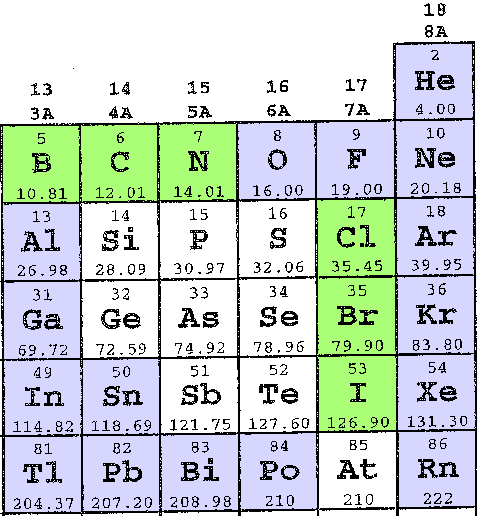 18
8A
2
He
4.00
13 14 15 16 17
3A 4A 5A 6A 7A
5 6 7 8 9 10
B C N O F Ne
10.81 12.01 14.01 16.00 19.00 20.18
13 14 15 16 17 18
Al Si P S Cl Ar
26.98 28.09 30.97 32.06 35.45 39.95
31 32 33 34 35 36
Ga Ge As Se Br Kr
69.72 72.59 74.92 78.96 79.90 83.80
49 50 51 52 53 54
In Sn Sb Te I Xe
114.82 118.69 121.75 127.60 126.90 131.30
81 82 83 84 85 86
Tl Pb Bi Po At Rn
204.37 207.20 208.98 210 210 222